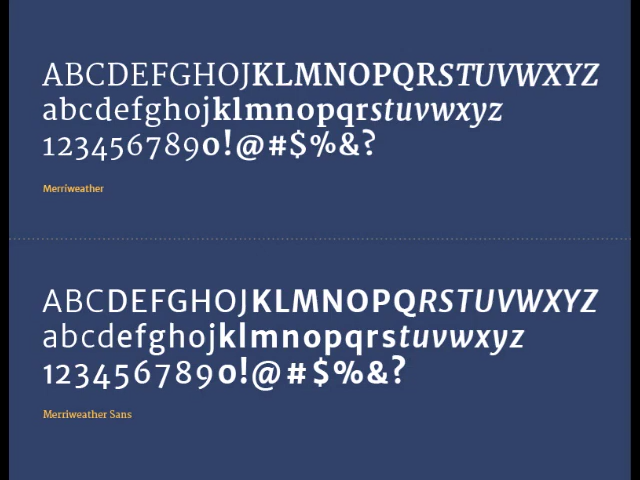 ABCDEFGHOJKLMNOPQRSTUVWXYZ
abcdefghojklmnopqrstuvwxyz
1234567890!@#$%&?
Merriweather
ABCDEFGHOJKLMNOPQRSTUVWXYZ
abcdefghojklmnopqrstuvwxyz
1234567890!@#$%&?
Merriweather Sans